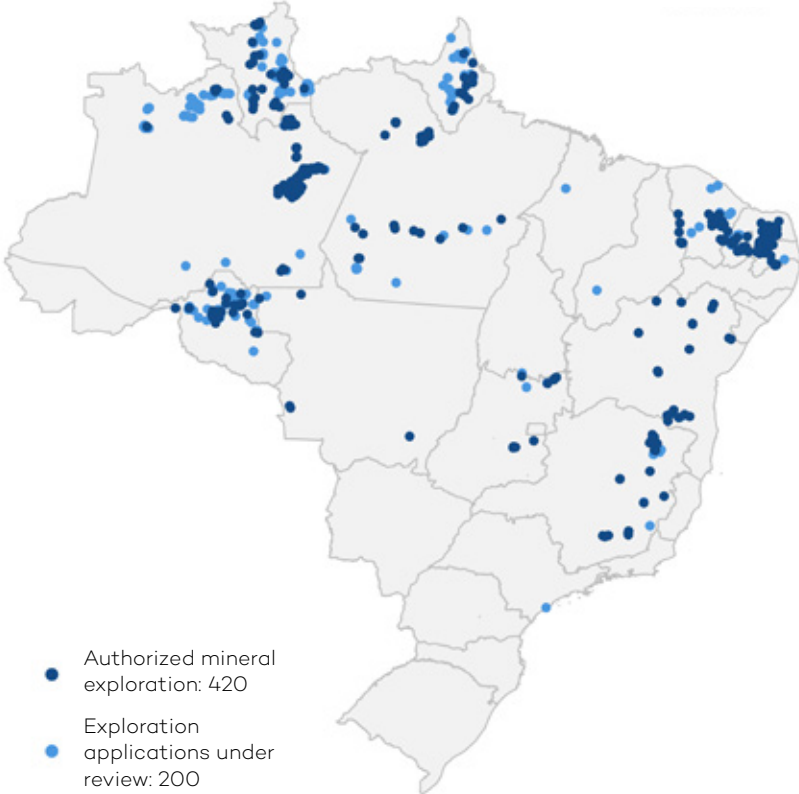 Authorized mineral
exploration: 420
Exploration
applications under
review: 200